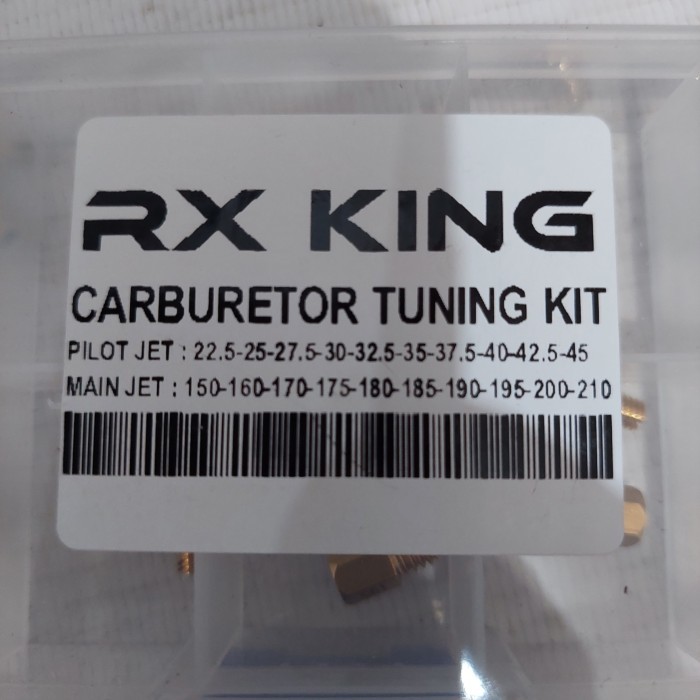 RX KING
CARBURETOR TUNING KIT
PILOT JET : 22.5-25-27.5-30-32.5-35-37.5-40-42.5-45
MAIN JET : 150-160-170-175-180-185-190-195-200-210